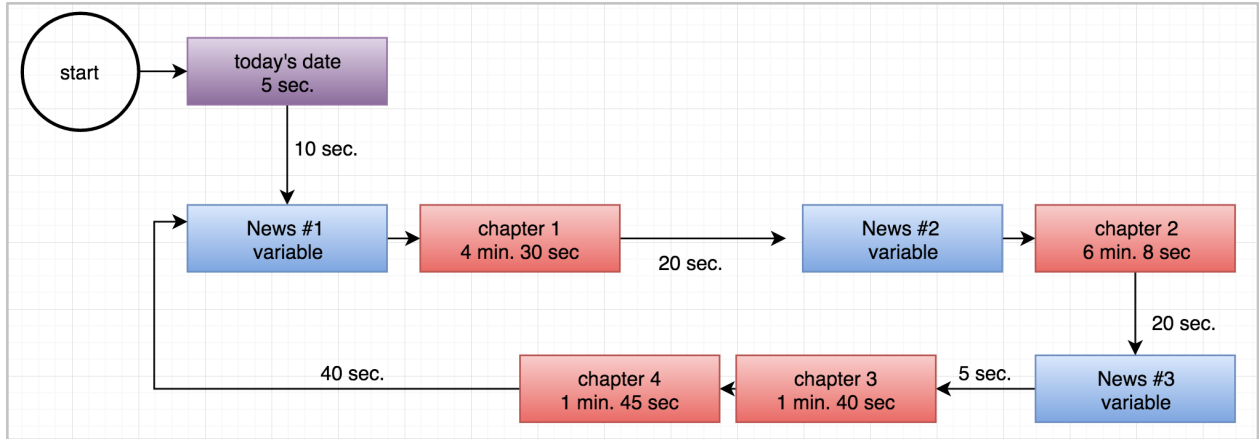 start
today's date
5 sec.
10 sec.
News #1
variable
chapter 1
4 min. 30 sec
20 sec.
News #2
variable
chapter 2
6 min. 8 sec
20 sec.
News #3
variable
5 sec.
chapter 3
1 min. 40 sec
chapter 4
1 min. 45 sec
40 sec.